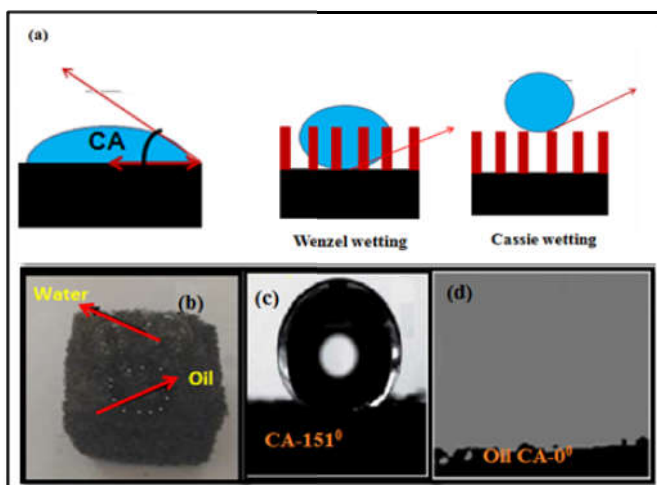 (a)
CA
Wenzel wetting
Cassie wetting
Water
(b)
Oil
(c)
CA-151⁰
(d)
Oil CA-0⁰